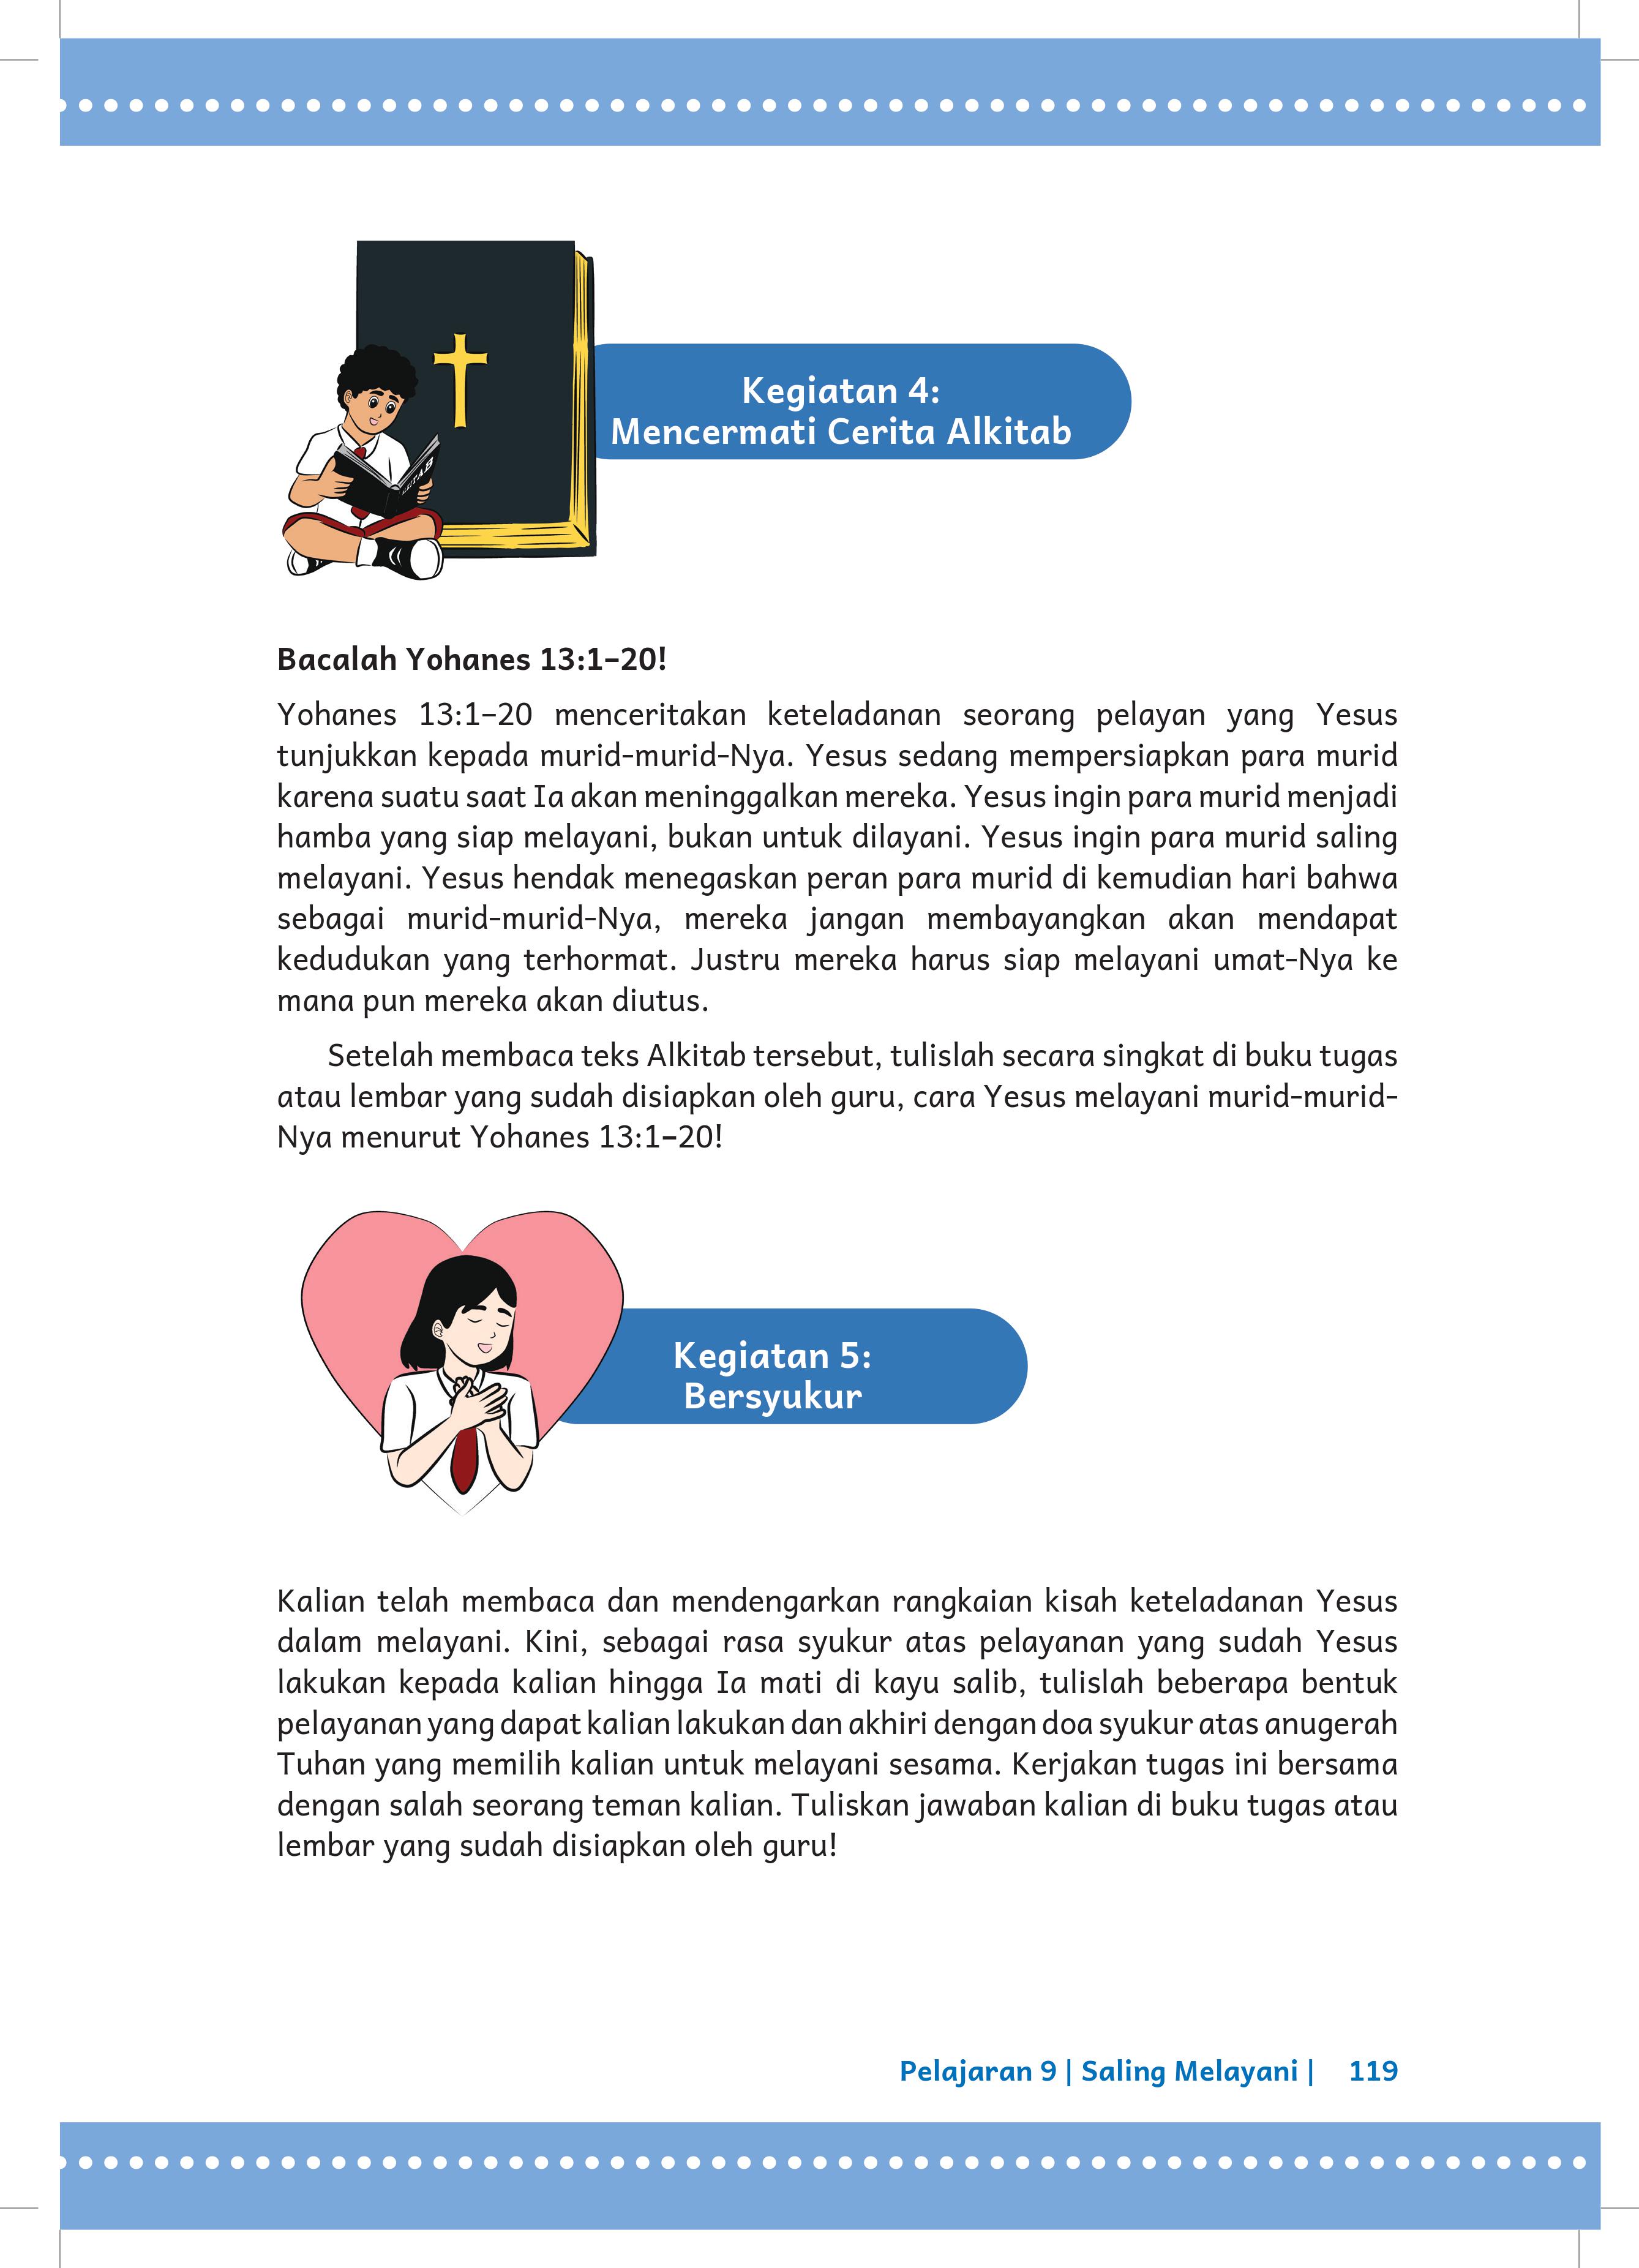 Kegiatan 4:
Mencermati Cerita Alkitab
Bacalah Yohanes 13:1–20!
Yohanes 13:1–20 menceritakan keteladanan seorang pelayan yang Yesus
tunjukkan kepada murid-murid-Nya. Yesus sedang mempersiapkan para murid
karena suatu saat Ia akan meninggalkan mereka. Yesus ingin para murid menjadi
hamba yang siap melayani, bukan untuk dilayani. Yesus ingin para murid saling
melayani. Yesus hendak menegaskan peran para murid di kemudian hari bahwa
sebagai murid-murid-Nya, mereka jangan membayangkan akan mendapat
kedudukan yang terhormat. Justru mereka harus siap melayani umat-Nya ke
mana pun mereka akan diutus.
Setelah membaca teks Alkitab tersebut, tulislah secara singkat di buku tugas
atau lembar yang sudah disiapkan oleh guru, cara Yesus melayani murid-murid-
Nya menurut Yohanes 13:1–20!
Kegiatan 5:
Bersyukur
Kalian telah membaca dan mendengarkan rangkaian kisah keteladanan Yesus
dalam melayani. Kini, sebagai rasa syukur atas pelayanan yang sudah Yesus
lakukan kepada kalian hingga Ia mati di kayu salib, tulislah beberapa bentuk
pelayanan yang dapat kalian lakukan dan akhiri dengan doa syukur atas anugerah
Tuhan yang memilih kalian untuk melayani sesama. Kerjakan tugas ini bersama
dengan salah seorang teman kalian. Tuliskan jawaban kalian di buku tugas atau
lembar yang sudah disiapkan oleh guru!
Pelajaran 9 | Saling Melayani | 119